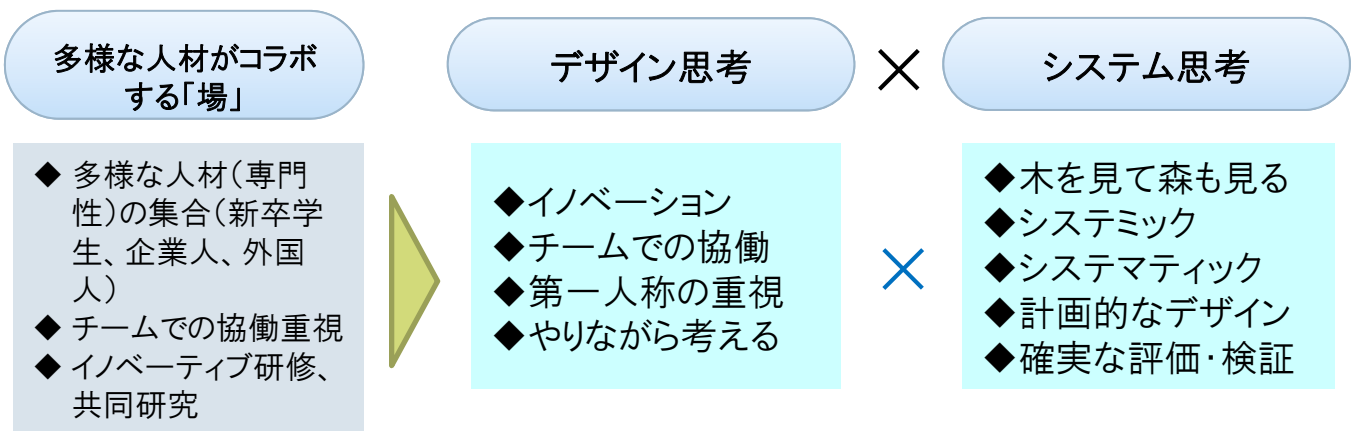 多様な人材がコラボ
する「場」
デザイン思考
×
システム思考
◆ 多様な人材(専門
性)の集合(新卒学
生、企業人、外国
人)
◆ チームでの協働重視
◆ イノベーティブ研修、
共同研究
◆イノベーション
◆チームでの協働
◆第一人称の重視
◆やりながら考える
×
◆木を見て森も見る
◆システミック
◆システマティック
◆計画的なデザイン
◆確実な評価・検証